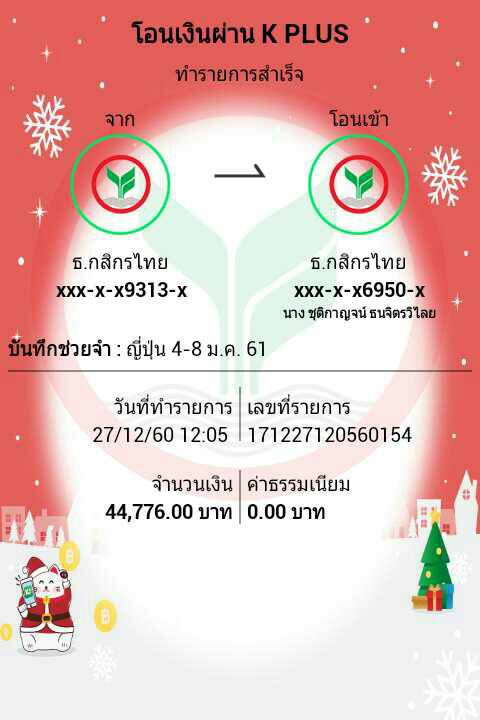 โอนเงินผ่าน K PLUS
ทำรายการสำเร็จ
จาก
โอนเข้า
ธ.กสิกรไทย
xxx-x-x9313-x
ธ.กสิกรไทย
xxx-x-x6950-x
นาง ชุติกาญจน์ ธนจิตรวิไลย
บันทึกช่วยจำ : ญี่ปุ่น 4-8 ม.ค. 61
วันที่ทำรายการ
27/12/60 12:05
เลขที่รายการ
171227120560154
จำนวนเงิน
44,776.00 บาท
ค่าธรรมเนียม
0.00 บาท